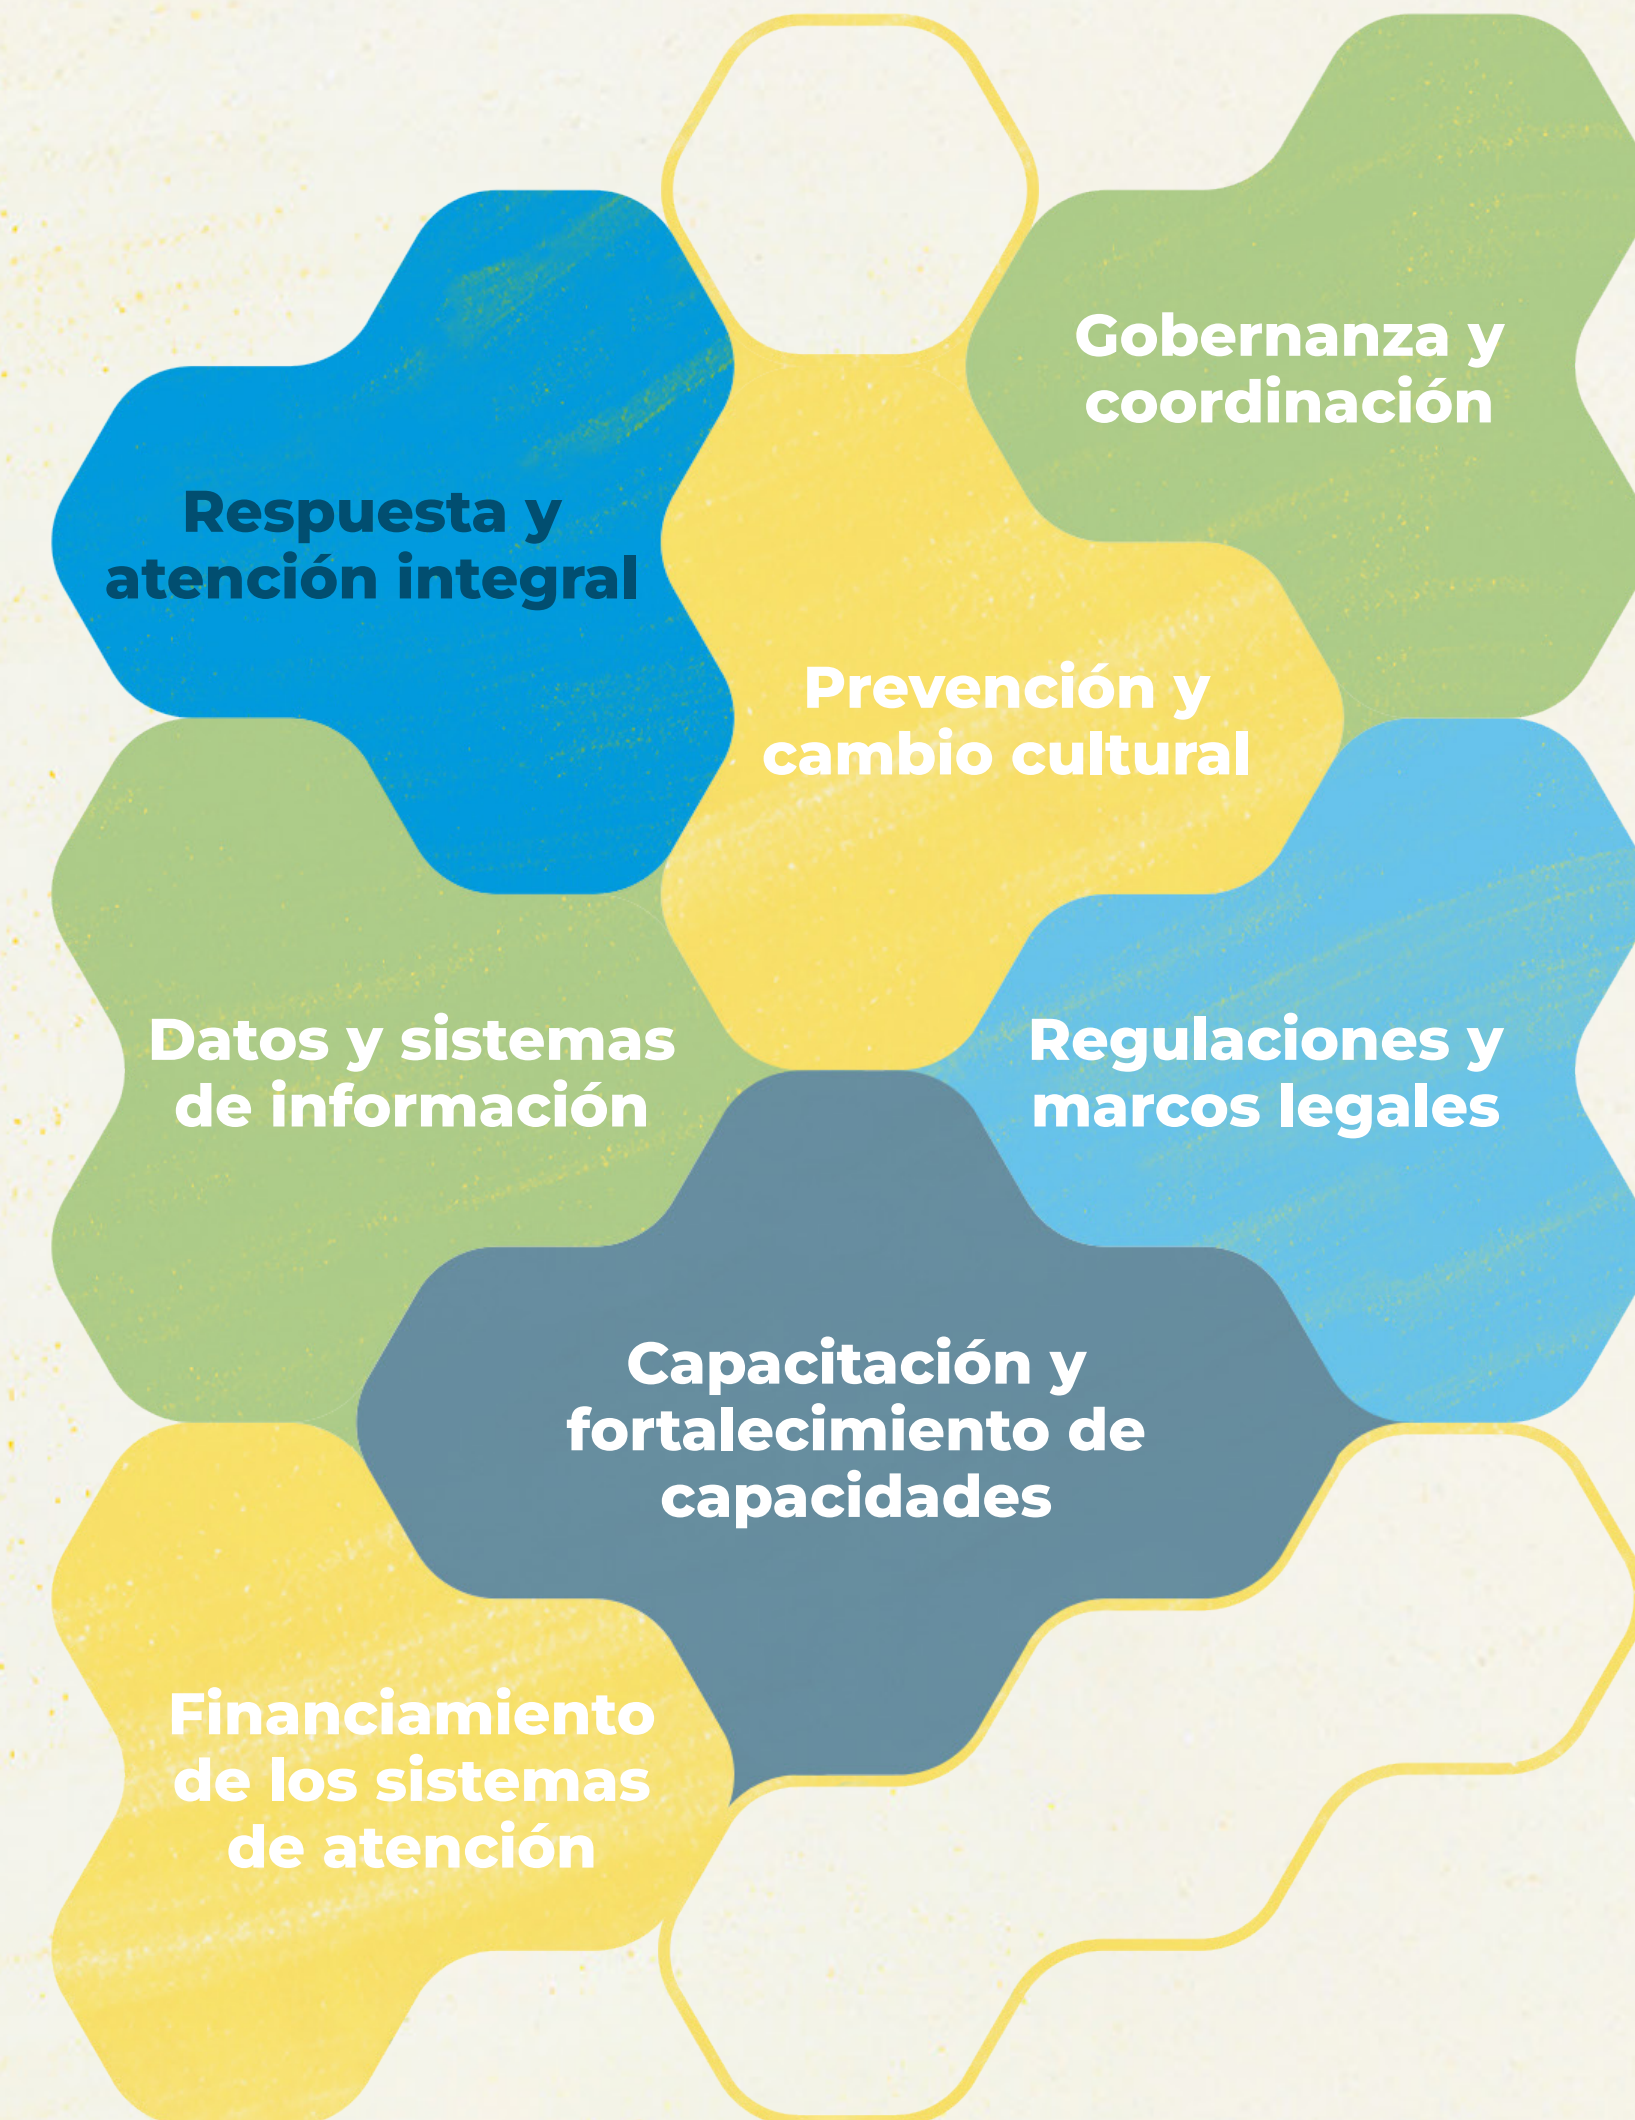 Gobernanza y
coordinación
Respuesta y
atención integral
Prevención y
cambio cultural
Datos y sistemas
de información
Regulaciones y
marcos legales
Capacitación y
fortalecimiento de
capacidades
Financiamiento
de los sistemas
de atención